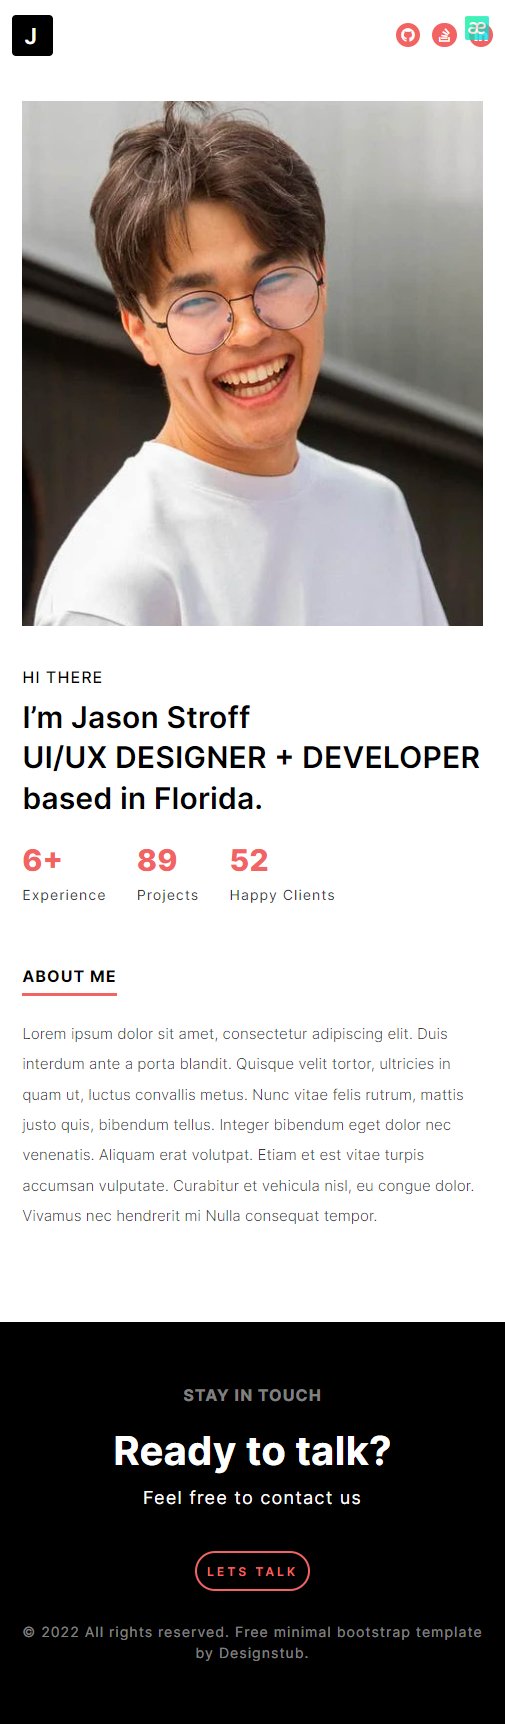 J
æ
in
HI THERE
I’m Jason Stroff
UI/UX DESIGNER + DEVELOPER
based in Florida.
6+ 89 52
Experience Projects Happy Clients
ABOUT ME
Lorem ipsum dolor sit amet, consectetur adipiscing elit. Duis
interdum ante a porta blandit. Quisque velit tortor, ultricies in
quam ut, luctus convallis metus. Nunc vitae felis rutrum, mattis
justo quis, bibendum tellus. Integer bibendum eget dolor nec
venenatis. Aliquam erat volutpat. Etiam et est vitae turpis
accumsan vulputate. Curabitur et vehicula nisl, eu congue dolor.
Vivamus nec hendrerit mi Nulla consequat tempor.
STAY IN TOUCH
Ready to talk?
Feel free to contact us
LETS TALK
© 2022 All rights reserved. Free minimal bootstrap template
by Designstub.